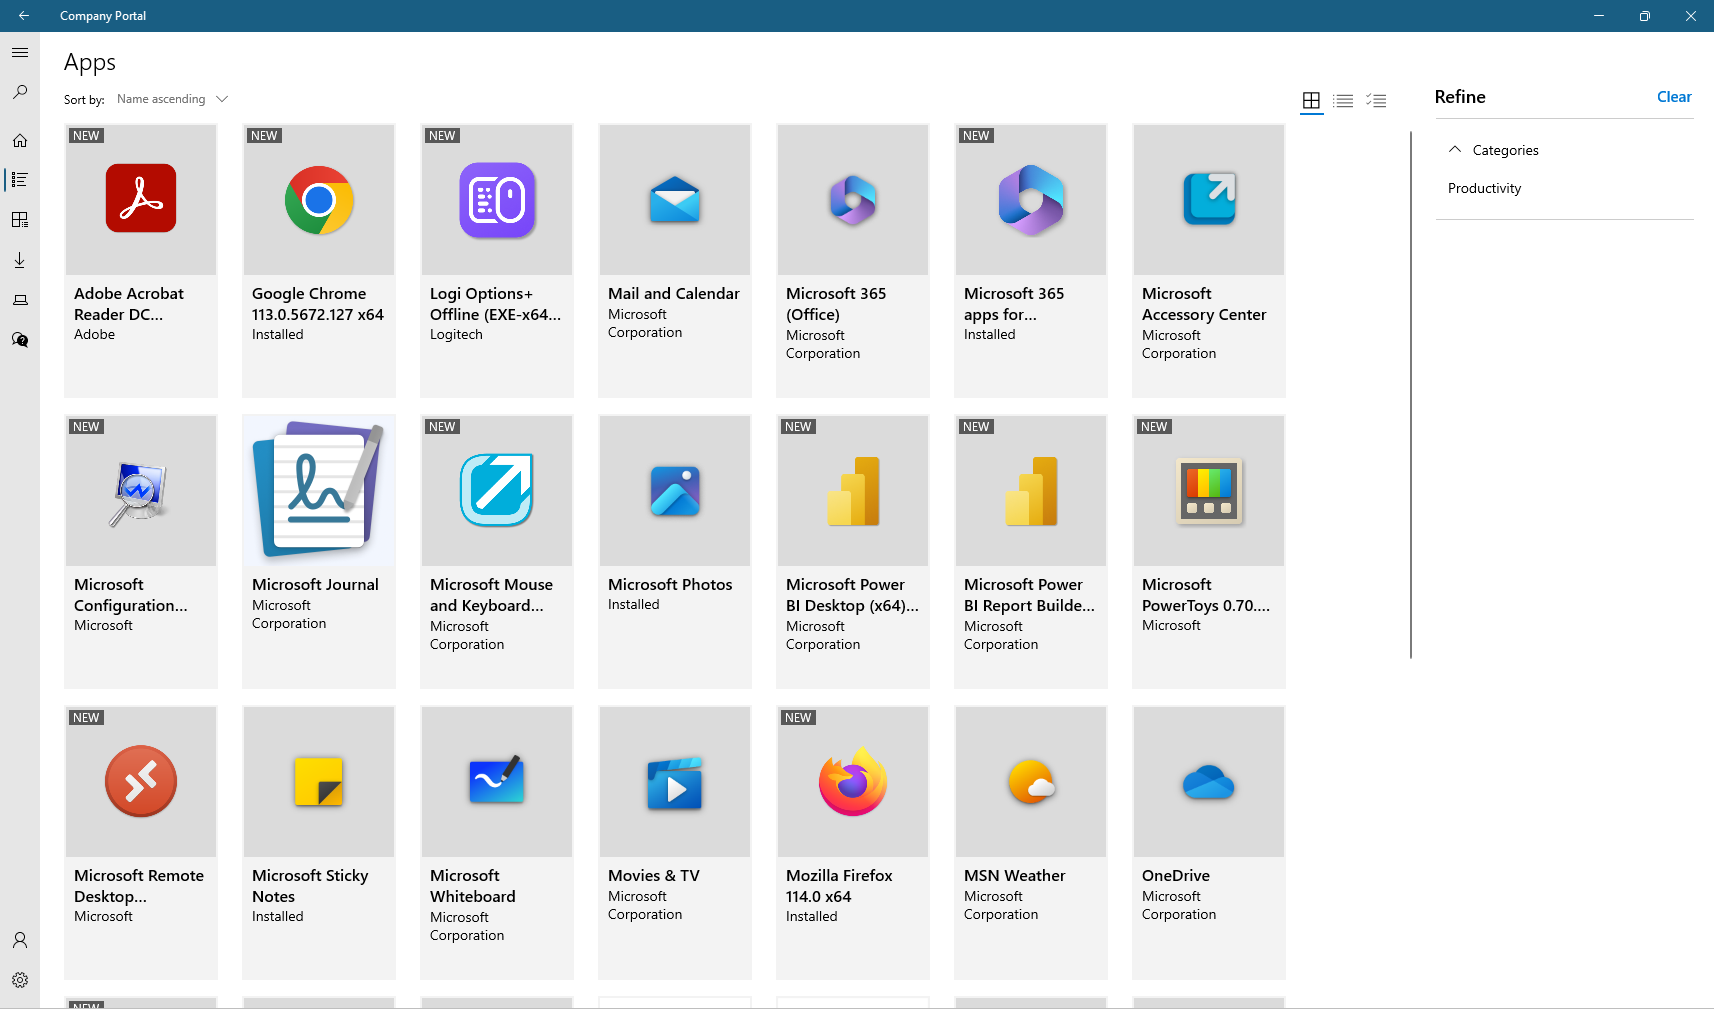 Company Portal
Apps
Sort by: Name ascending
Refine
Clear
Categories
Productivity
NEW
Adobe Acrobat
Reader DC...
Adobe
NEW
Google Chrome
113.0.5672.127 x64
Installed
NEW
Logi Options+
Offline (EXE-x64...
Logitech
Mail and Calendar
Microsoft
Corporation
Microsoft 365
(Office)
Microsoft
Corporation
NEW
Microsoft 365
apps for...
Installed
Microsoft
Accessory Center
Microsoft
Corporation
NEW
Microsoft
Configuration...
Microsoft
Microsoft Journal
Microsoft
Corporation
NEW
Microsoft Mouse
and Keyboard...
Microsoft
Corporation
Microsoft Photos
Installed
NEW
Microsoft Power
BI Desktop (x64)...
Microsoft
Corporation
NEW
Microsoft Power
BI Report Builde...
Microsoft
Corporation
NEW
Microsoft
PowerToys 0.70....
Microsoft
NEW
Microsoft Remote
Desktop...
Microsoft
Microsoft Sticky
Notes
Installed
Microsoft
Whiteboard
Microsoft
Corporation
Movies & TV
Microsoft
Corporation
NEW
Mozilla Firefox
114.0 x64
Installed
MSN Weather
Microsoft
Corporation
OneDrive
Microsoft
Corporation
NEW